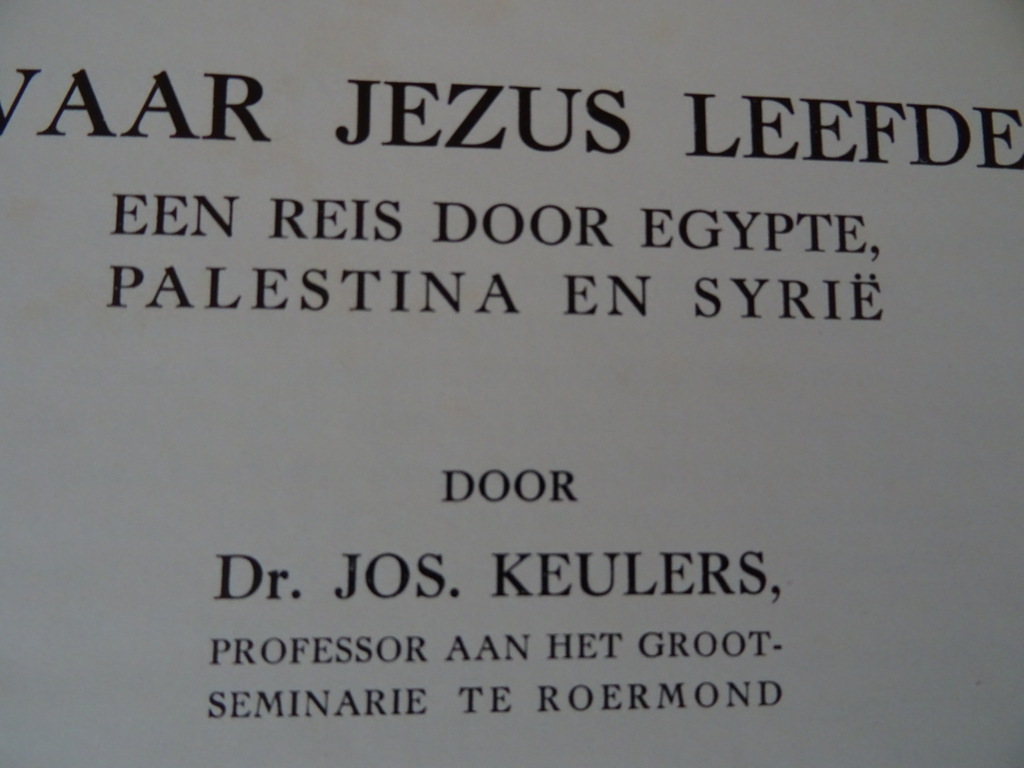 WAAR JEZUS LEEFDE
EEN REIS DOOR EGYPTE,
PALESTINA EN SYRIË
DOOR
Dr. JOS. KEULERS,
PROFESSOR AAN HET GROOT-
SEMINARIE TE ROERMOND